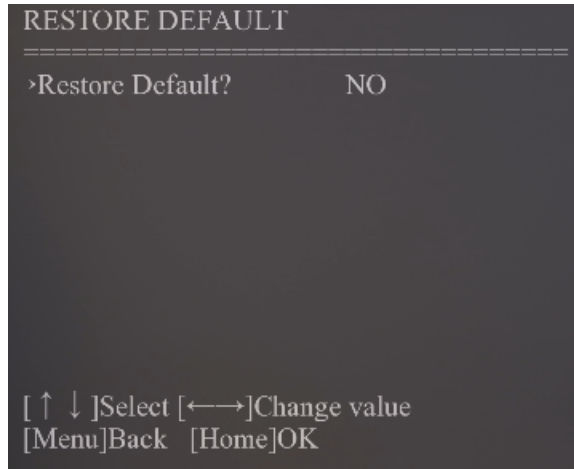 RESTORE DEFAULT
====================================
›Restore Default? NO
[ ↑ ↓ ]Select [←→]Change value
[Menu]Back [Home]OK